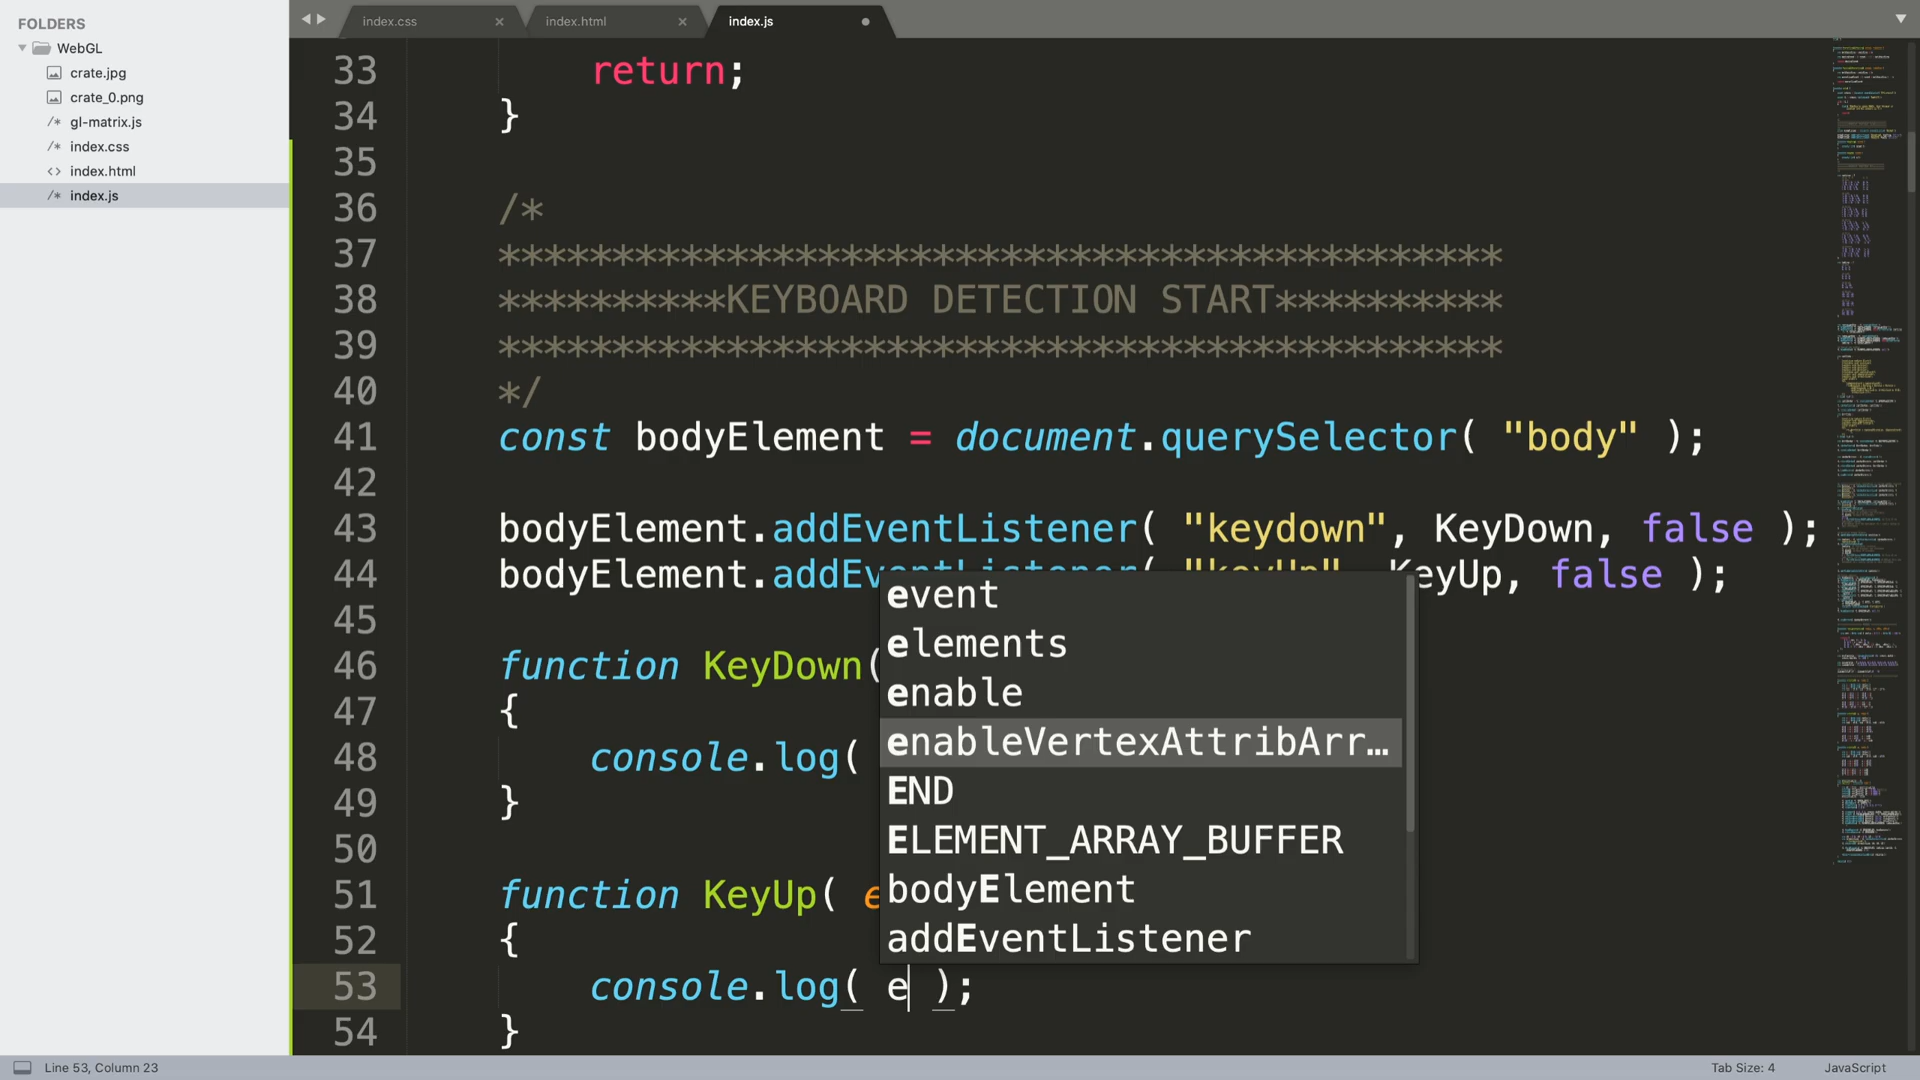 FOLDERS
WebGL
crate.jpg
crate_0.png
/* gl-matrix.js
/* index.css
<> index.html
/* index.js
index.css ×
index.html ×
index.js
33 return;
34 }
35
36 /*
37 ********************************************
38 **********KEYBOARD DETECTION START**********
39 ********************************************
40 */
41 const bodyElement = document.querySelector( "body" );
42
43 bodyElement.addEventListener( "keydown", KeyDown, false );
44 bodyElement.addEventListener( "keyUp", KeyUp, false );
45
46 function KeyDown(
47 {
48 console.log(
49 }
50
51 function KeyUp( e
52 {
53 console.log( e );
54 }
event
elements
enable
enableVertexAttribArr…
END
ELEMENT_ARRAY_BUFFER
bodyElement
addEventListener
Line 53, Column 23
Tab Size: 4
JavaScript